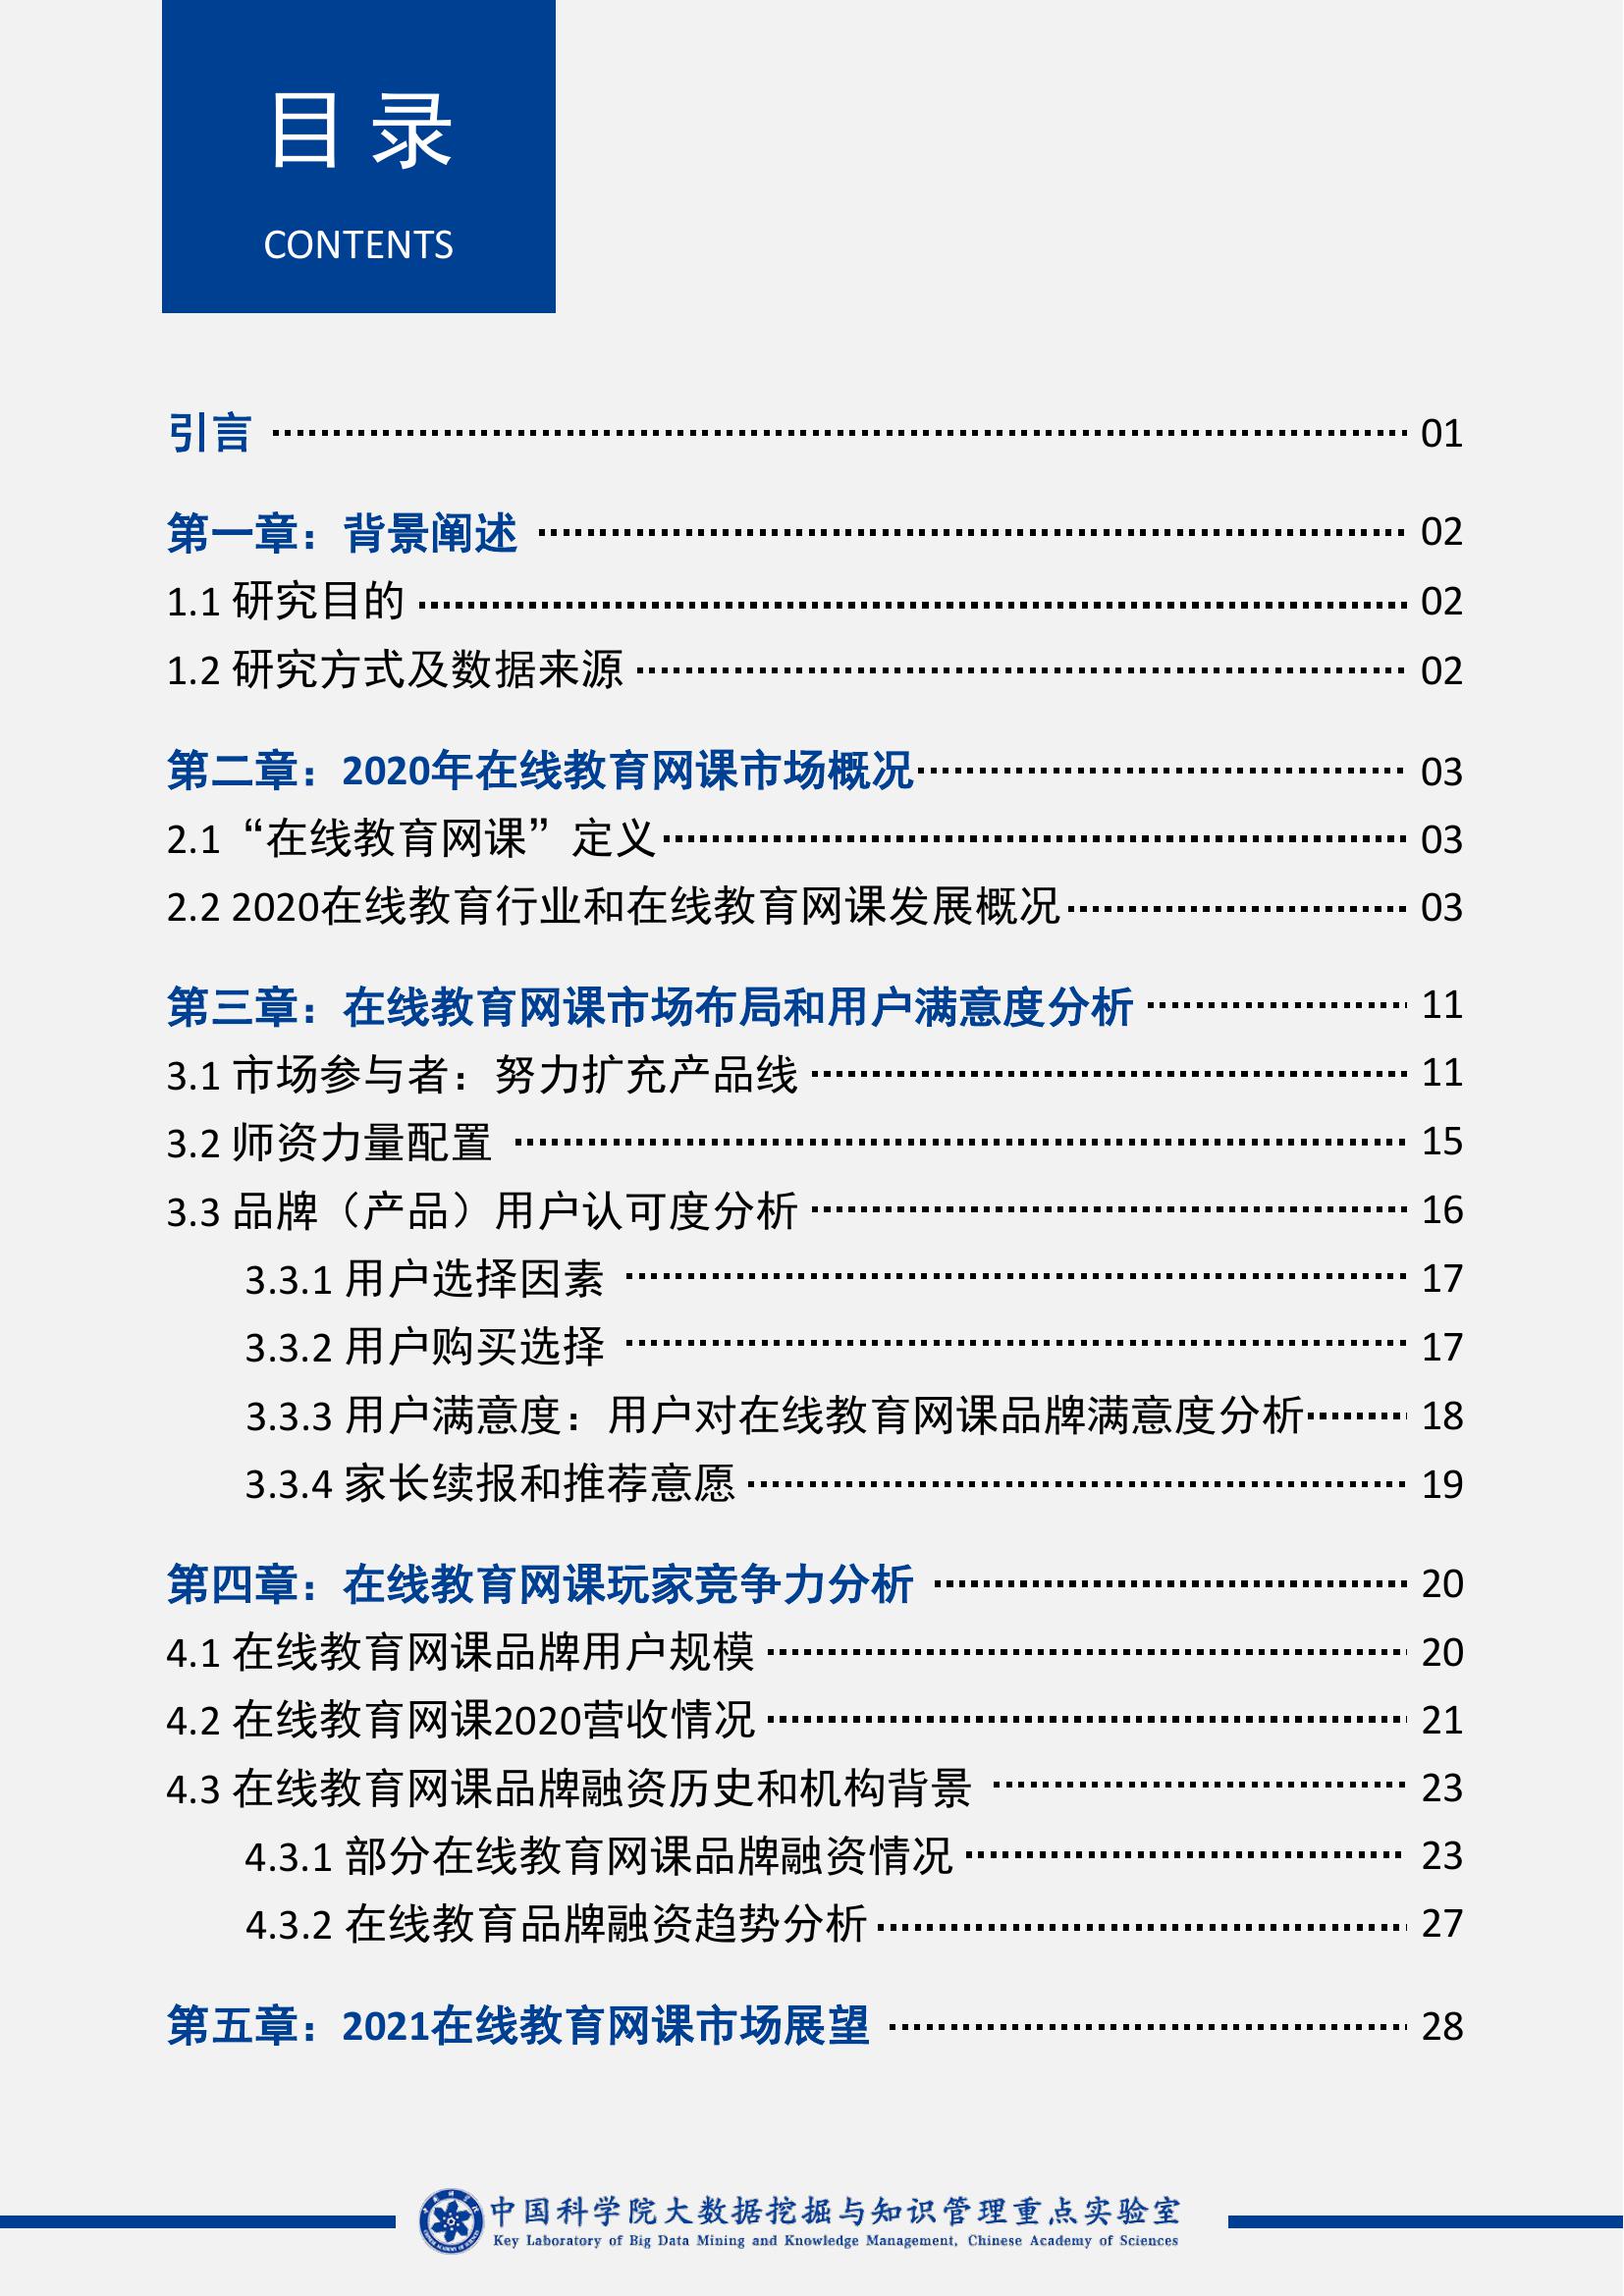 目录
CONTENTS
引言 01
第一章：背景阐述 02
1.1 研究目的 02
1.2 研究方式及数据来源 02
第二章：2020年在线教育网课市场概况 03
2.1 “在线教育网课”定义 03
2.2 2020在线教育行业和在线教育网课发展概况 03
第三章：在线教育网课市场布局和用户满意度分析 11
3.1 市场参与者：努力扩充产品线 11
3.2 师资力量配置 15
3.3 品牌（产品）用户认可度分析 16
3.3.1 用户选择因素 17
3.3.2 用户购买选择 17
3.3.3 用户满意度：用户对在线教育网课品牌满意度分析 18
3.3.4 家长续报和推荐意愿 19
第四章：在线教育网课玩家竞争力分析 20
4.1 在线教育网课品牌用户规模 20
4.2 在线教育网课2020营收情况 21
4.3 在线教育网课品牌融资历史和机构背景 23
4.3.1 部分在线教育网课品牌融资情况 23
4.3.2 在线教育品牌融资趋势分析 27
第五章：2021在线教育网课市场展望 28
中国科学院大数据挖掘与知识管理重点实验室
Key Laboratory of Big Data Mining and Knowledge Management, Chinese Academy of Sciences